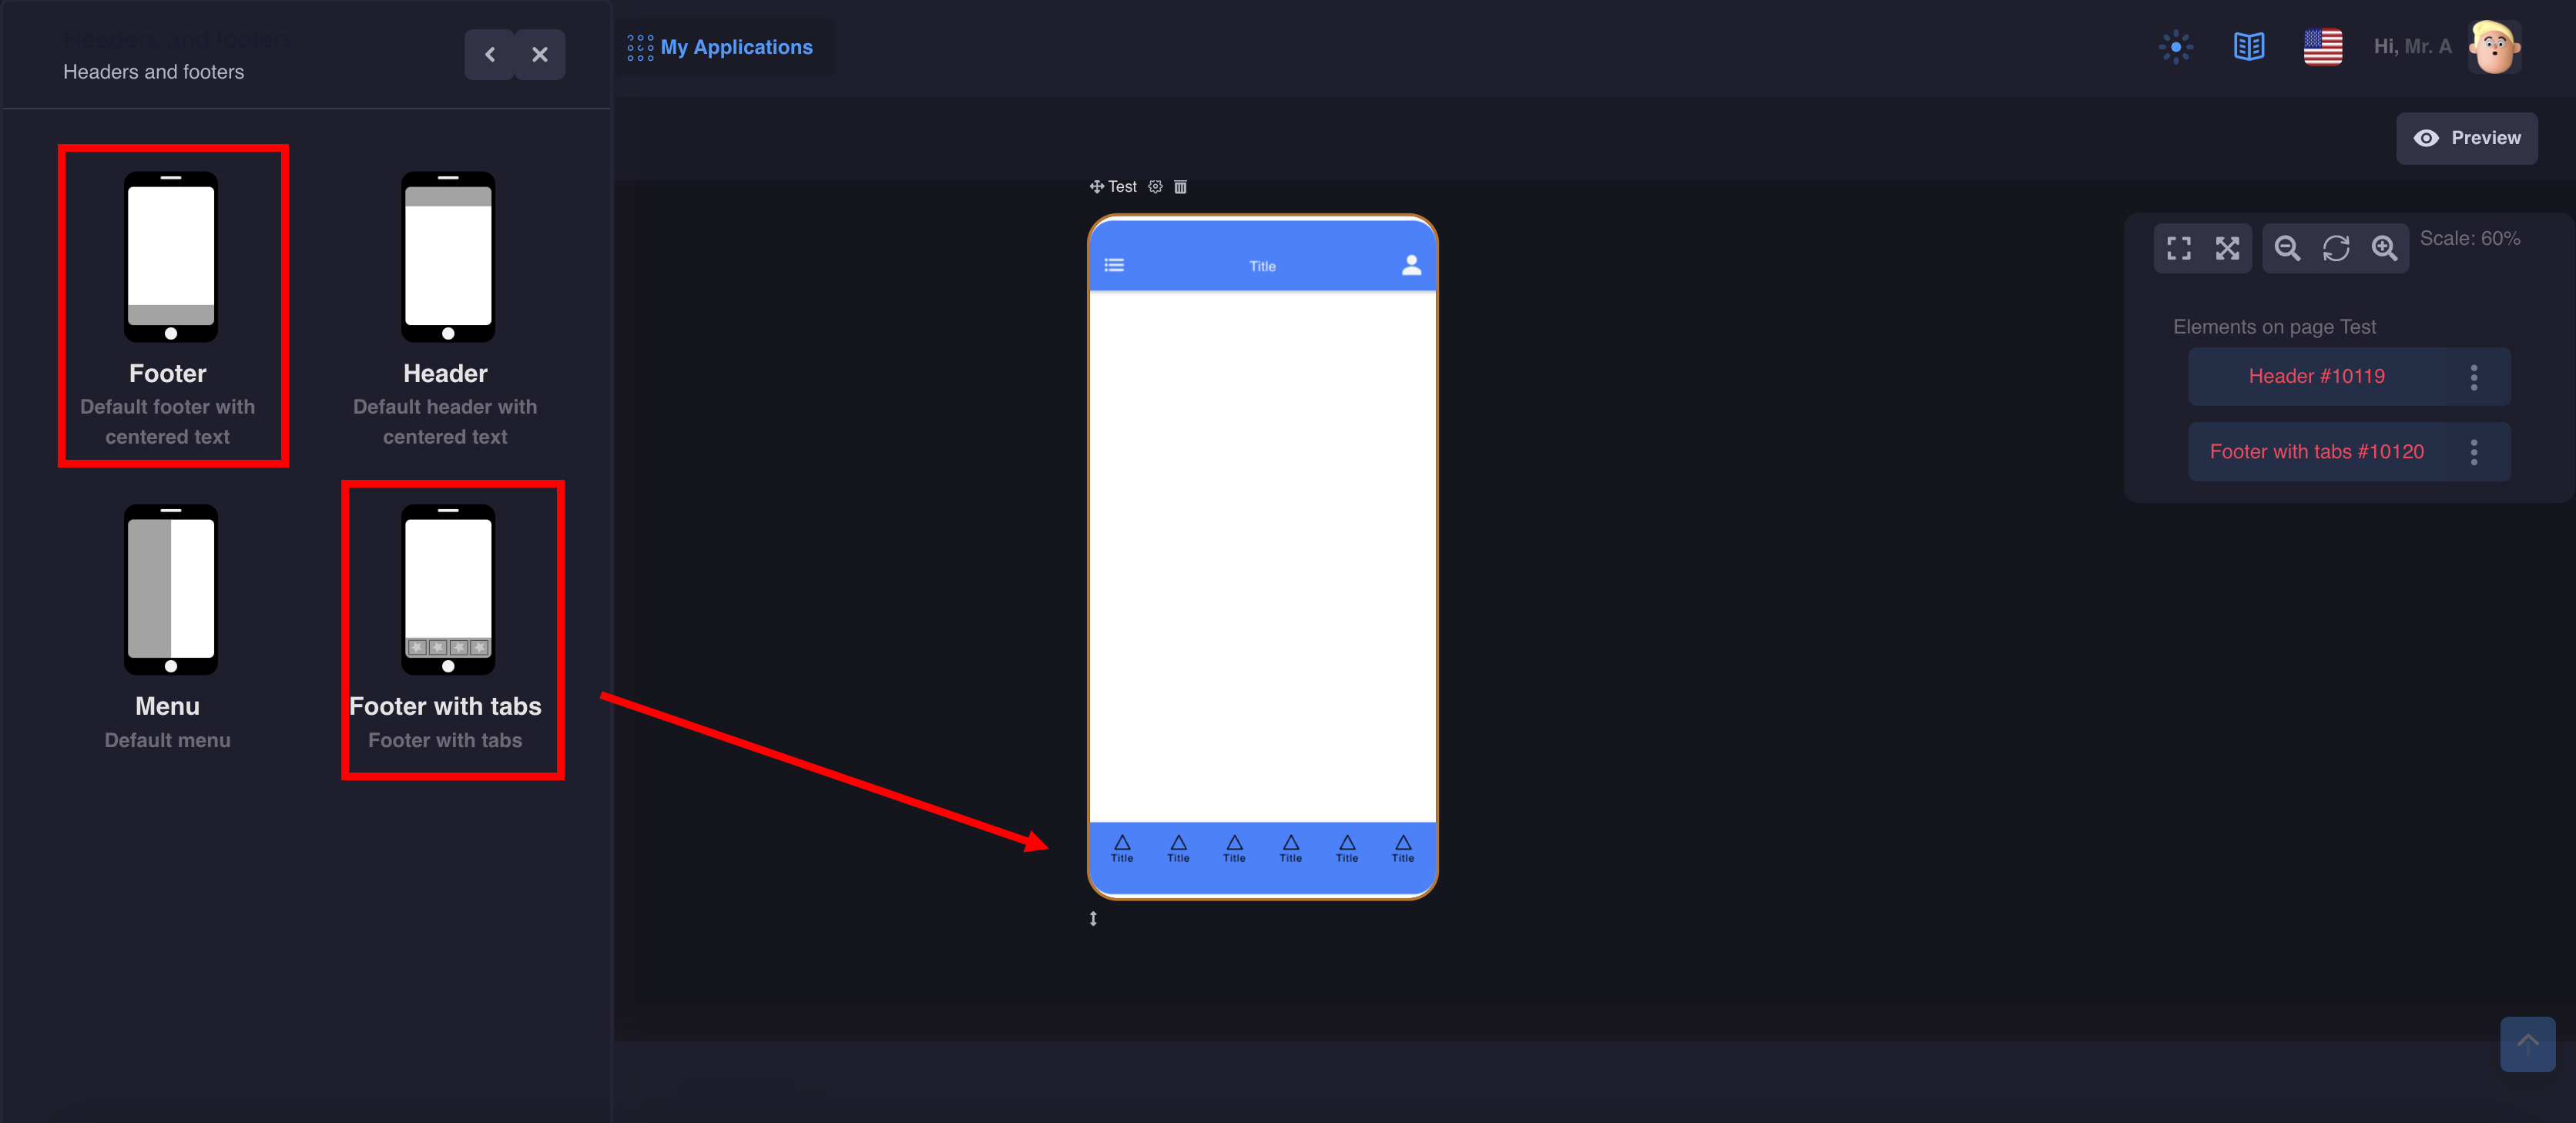 Headers and footers
Headers and footers
My Applications
Hi, Mr. A
Preview
Test
Scale: 60%
Title
Elements on page Test
Header #10119
Footer with tabs #10120
Footer
Default footer with
centered text
Header
Default header with
centered text
Menu
Default menu
Footer with tabs
Footer with tabs
Title Title Title Title Title Title